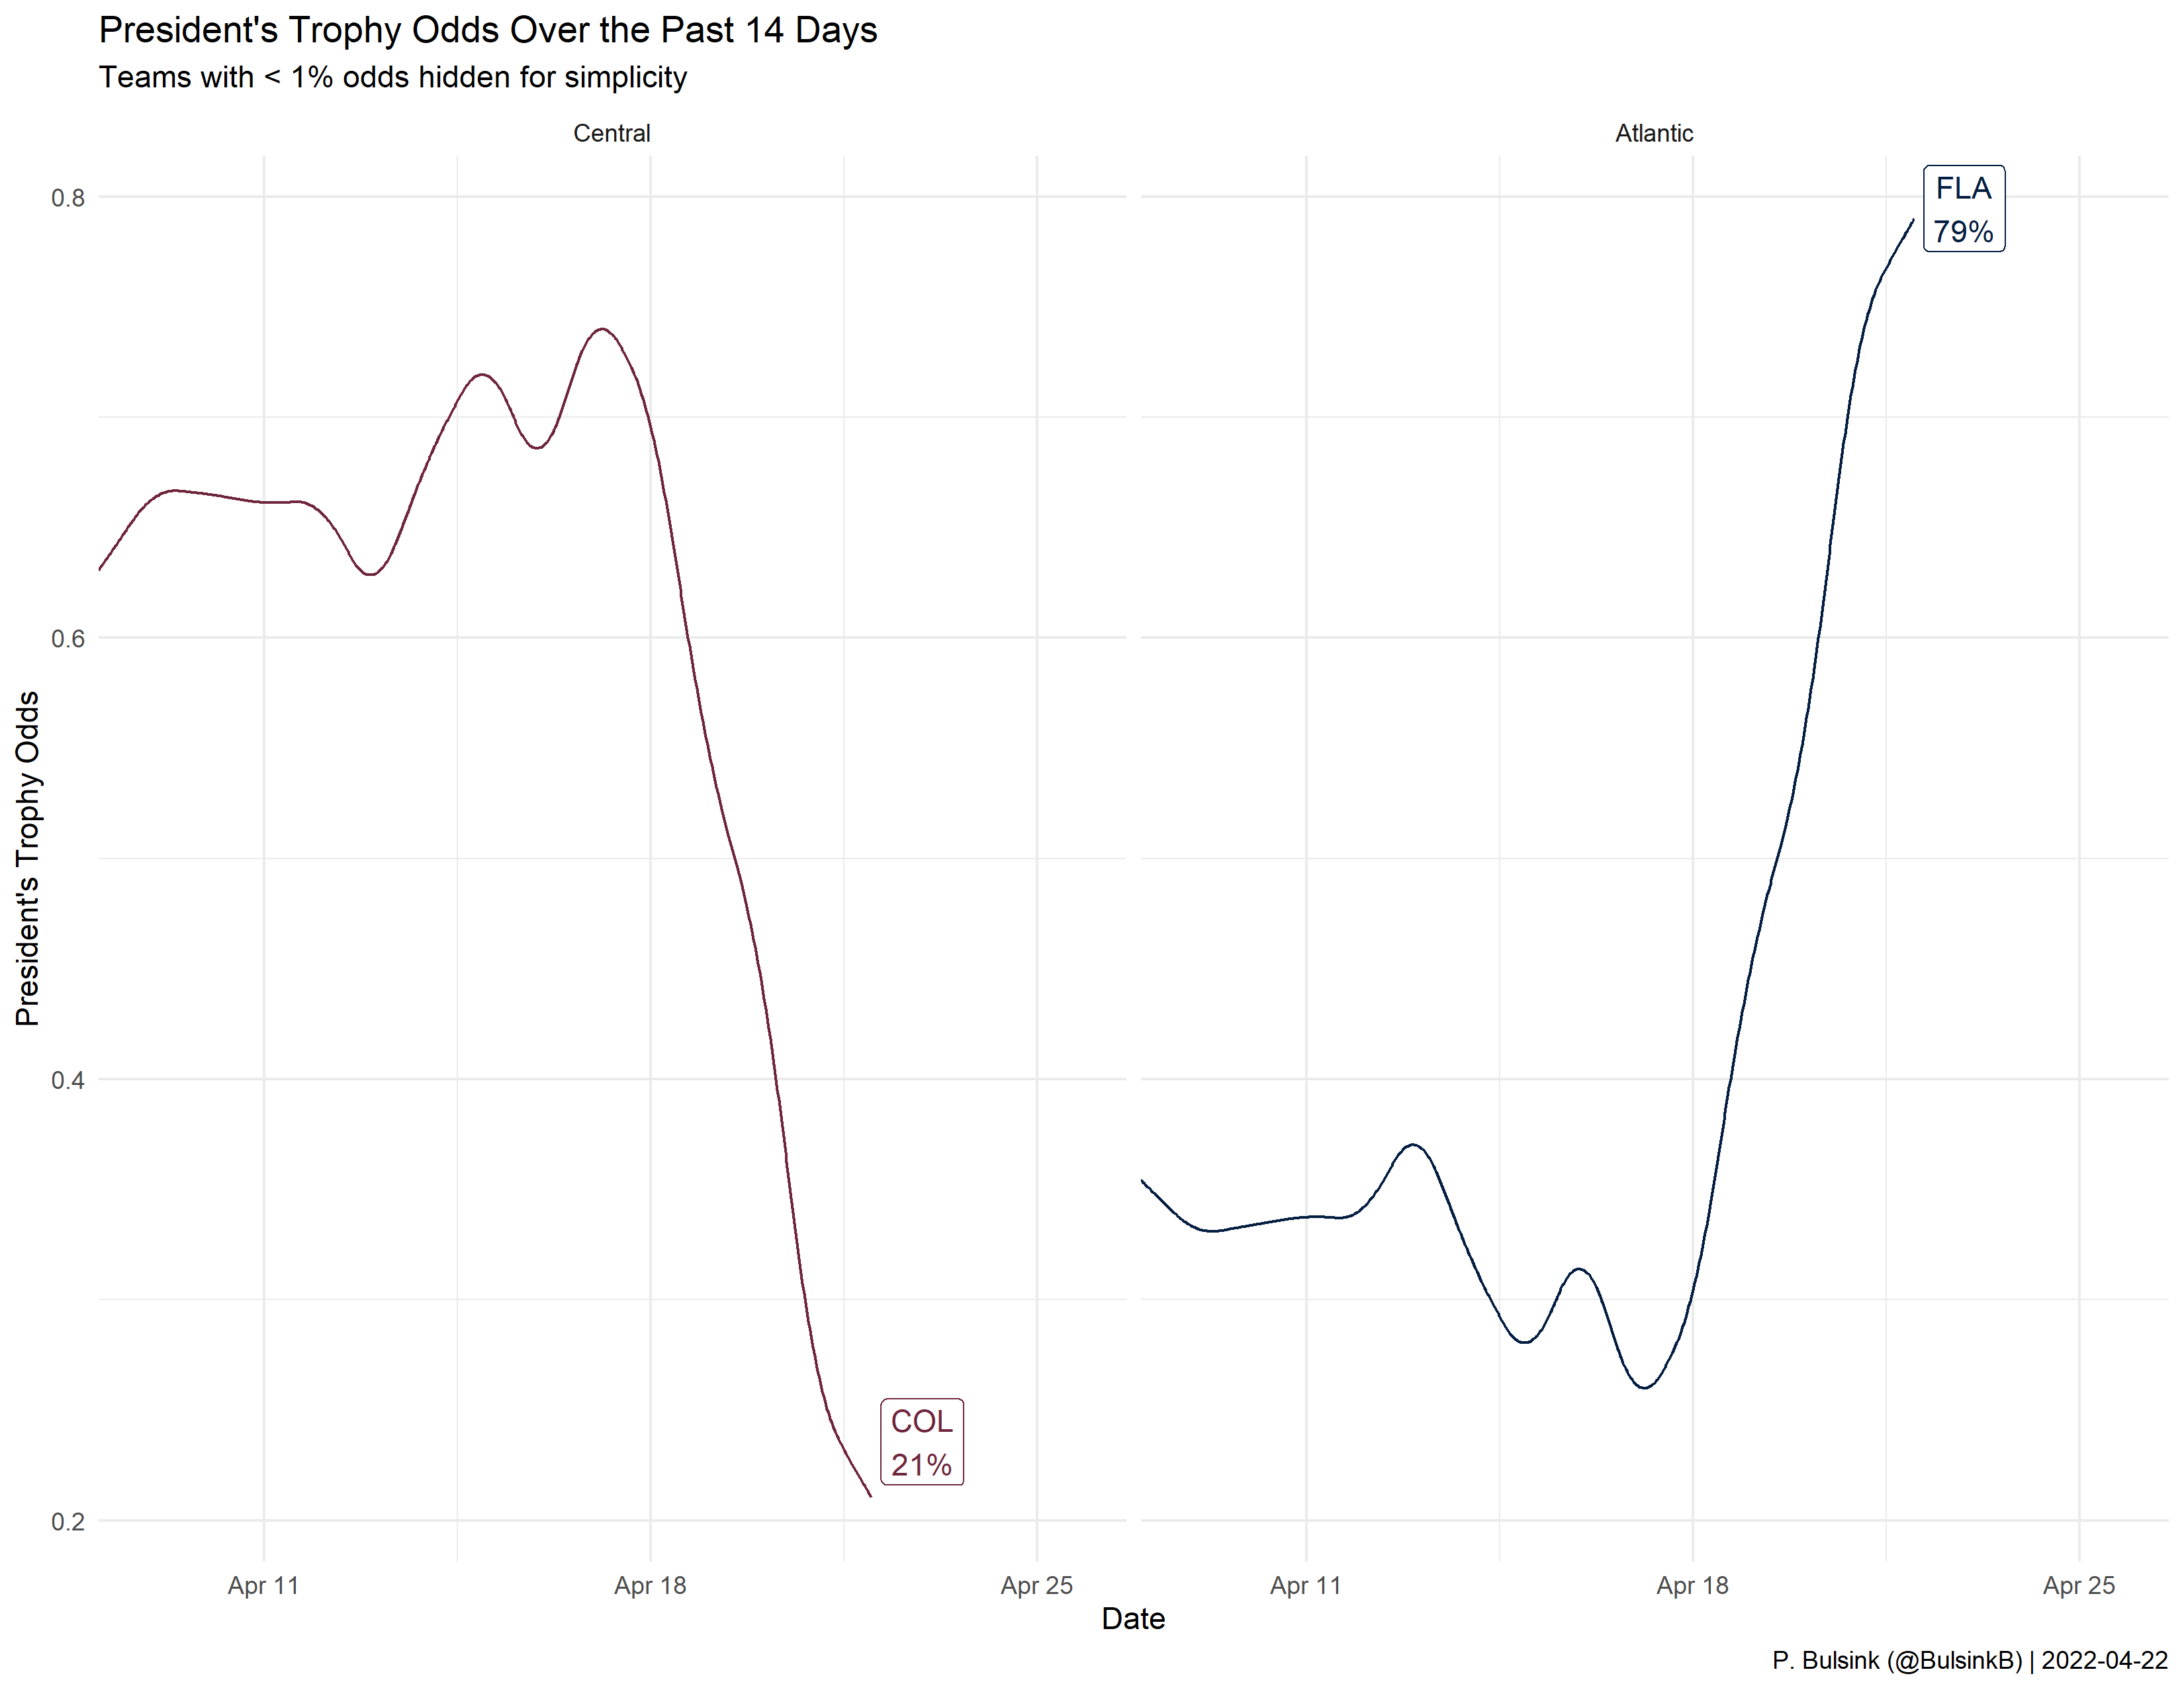 President's Trophy Odds Over the Past 14 Days
Teams with < 1% odds hidden for simplicity
Central
Atlantic
President's Trophy Odds
0.8
0.6
0.4
0.2
COL
21%
FLA
79%
Apr 11
Apr 18
Apr 25
Apr 11
Apr 18
Apr 25
Date
P. Bulsink (@BulsinkB) | 2022-04-22